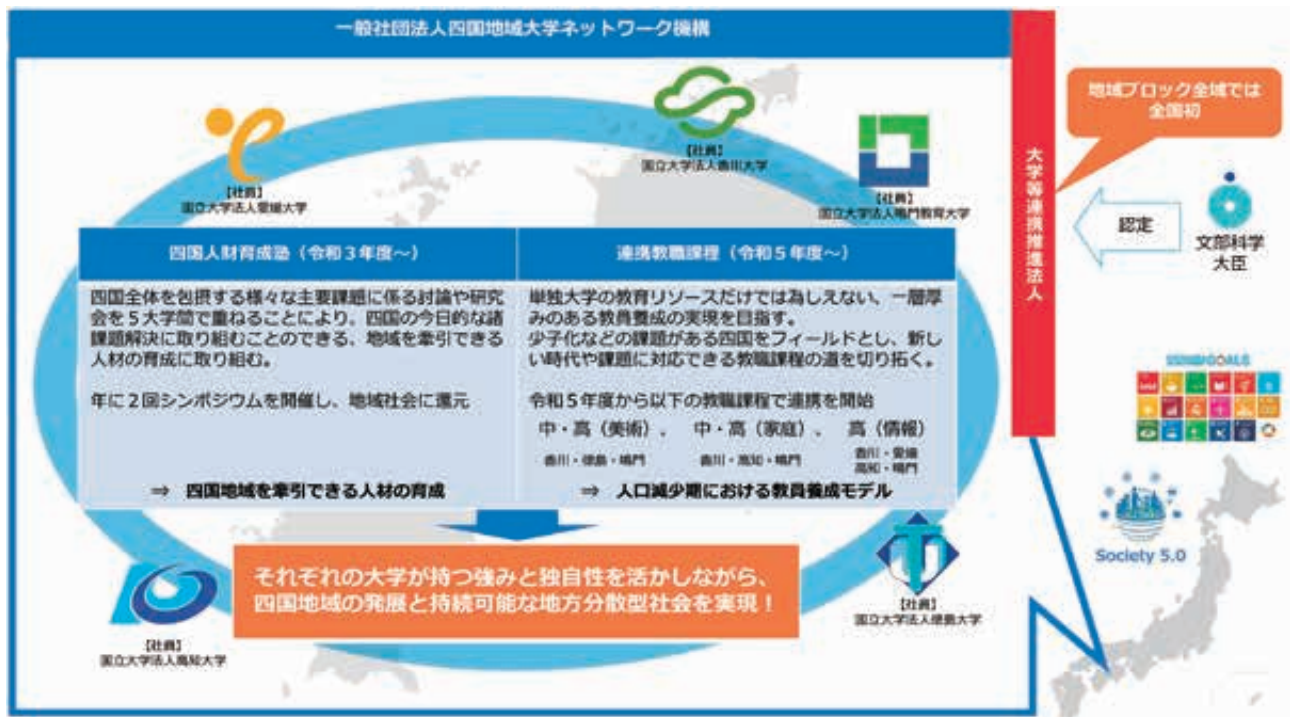 一般社団法人四国地域大学ネットワーク機構
大学等連携推進法人
地域ブロック全域では
全国初
認定
文部科学
大臣
【社員】
国立大学法人愛媛大学
【社員】
国立大学法人香川大学
【社員】
国立大学法人鳴門教育大学
四国人財育成塾（令和３年度～）
四国全体を包摂する様々な主要課題に係る討論や研究
会を５大学間で重ねることにより、四国の今日的な諸
課題解決に取り組むことのできる、地域を牽引できる
人材の育成に取り組む。
年に２回シンポジウムを開催し、地域社会に還元
⇒ 四国地域を牽引できる人材の育成
連携教職課程（令和５年度～）
単独大学の教育リソースだけでは為しえない、一層厚
みのある教員養成の実現を目指す。
少子化などの課題がある四国をフィールドとし、新し
い時代や課題に対応できる教職課程の道を切り拓く。
令和５年度から以下の教職課程で連携を開始
中・高（美術）、 中・高（家庭）、 高（情報）
香川・徳島・鳴門 香川・高知・鳴門 香川・愛媛
高知・鳴門
⇒ 人口減少期における教員養成モデル
それぞれの大学が持つ強みと独自性を活かしながら、
四国地域の発展と持続可能な地方分散型社会を実現！
【社員】
国立大学法人高知大学
【社員】
国立大学法人徳島大学
GOALS
Society 5.0